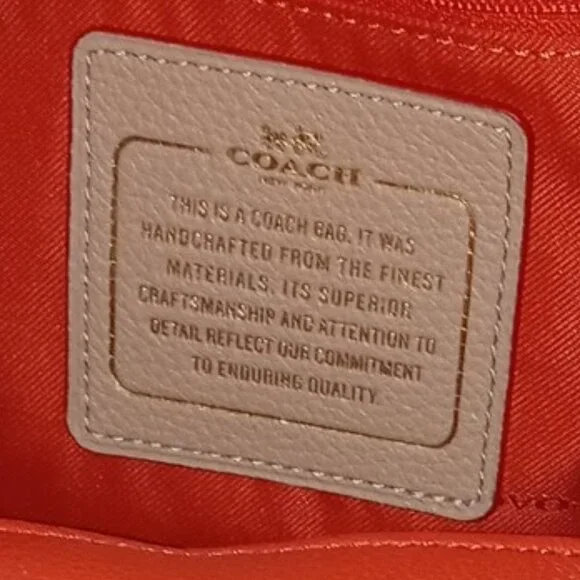 COACH
NEW YORK
THIS IS A COACH BAG. IT WAS
HANDCRAFTED FROM THE FINEST
MATERIALS. ITS SUPERIOR
CRAFTSMANSHIP AND ATTENTION TO
DETAIL REFLECT OUR COMMITMENT
TO ENDURING QUALITY.